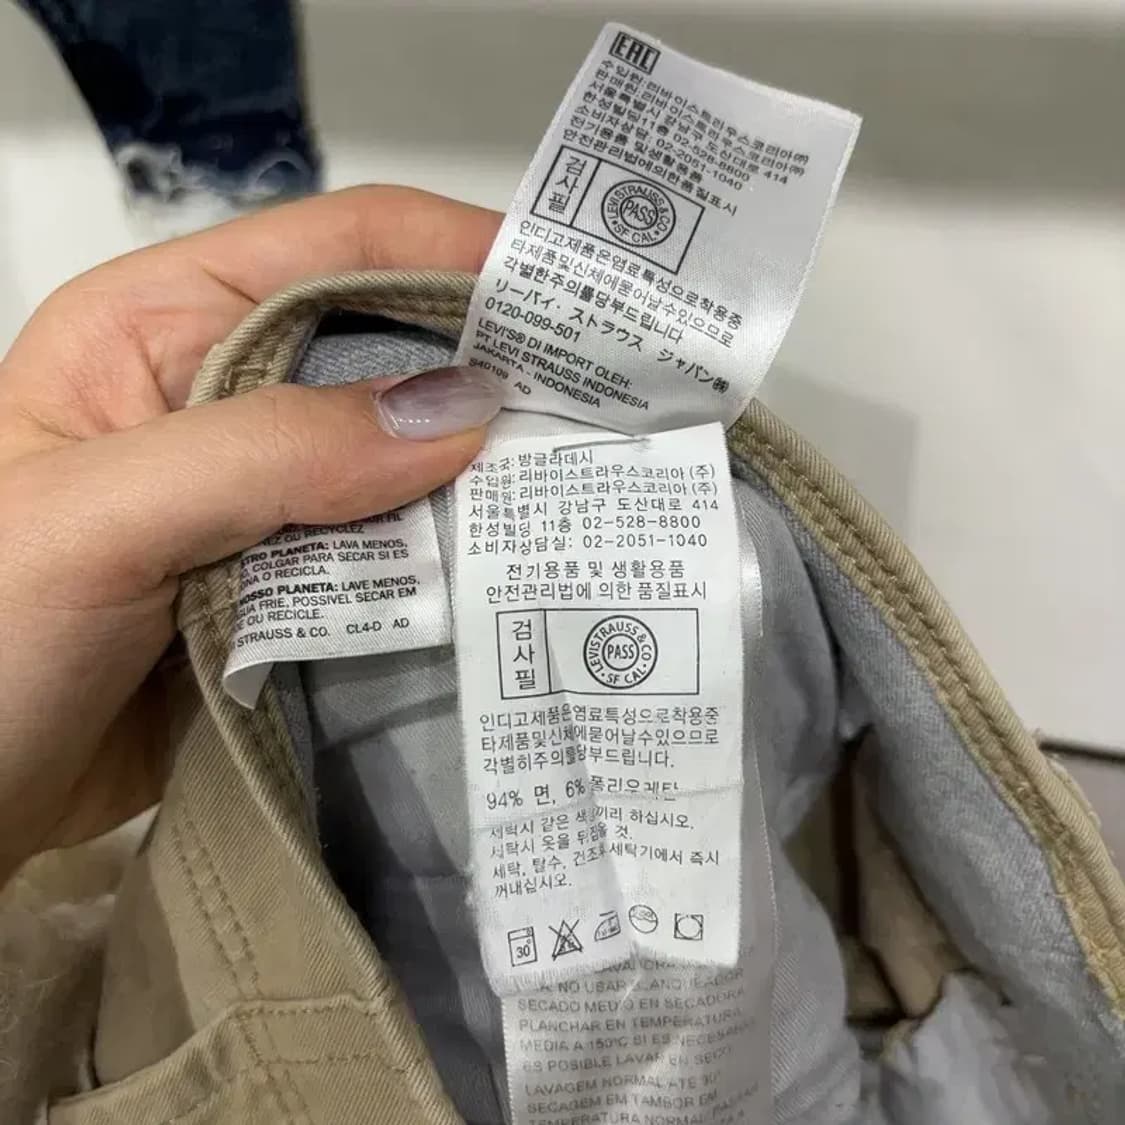 EAC
수입원:리바이스트라우스코리아㈜
판매원:리바이스트라우스코리아㈜
서울특별시 강남구 도산대로 414
한성빌딩11층 02-528-8800
소비자상담: 02-2051-1040
전기용품 및생활용품
안전관리법에의한품질표시
검사필
LEVI STRAUSS & CO.
PASS
SF CAL
인디고제품은염료특성으로착용중
타제품및신체에묻어날수있으므로
각별한주의를당부드립니다
リーバイ・ストラウス ジャパン㈱
0120-099-501
LEVI'S® DI IMPORT OLEH:
PT LEVI STRAUSS INDONESIA
JAKARTA - INDONESIA
S40109 AD
OU RECYCLEZ
PLANETA: LAVA MENOS,
COLGAR PARA SECAR SI ES
O RECICLA.
NOSSO PLANETA: LAVE MENOS,
FRIE, POSSIVEL SECAR EM
OU RECICLE.
STRAUSS & CO. CL4-D AD
제조국: 방글라데시
수입원: 리바이스트라우스코리아 (주)
판매원: 리바이스트라우스코리아 (주)
서울특별시 강남구 도산대로 414
한성빌딩 11층 02-528-8800
소비자상담실: 02-2051-1040
전기용품 및 생활용품
안전관리법에 의한 품질표시
검사필
LEVI STRAUSS & CO.
PASS
SF CAL
인디고제품은염료특성으로착용중
타제품및신체에묻어날수있으므로
각별히주의를당부드립니다.
94% 면, 6% 폴리우레탄
세탁시 같은 색끼리 하십시오.
세탁시 옷을 뒤집을 것.
세탁, 탈수, 건조후세탁기에서 즉시
꺼내십시오.
30°
NO USAR BLANQUEADOR
SECADO MEDIO EN SECADORA
PLANCHAR EN TEMPERATURA
MEDIA A 150°C SI ES NECESARIO
ES POSIBLE LAVAR EN SECO
LAVAGEM NORMAL ATE 30°
SECAGEM EM TAMBOR EM
TEMPERATURA NORMAL